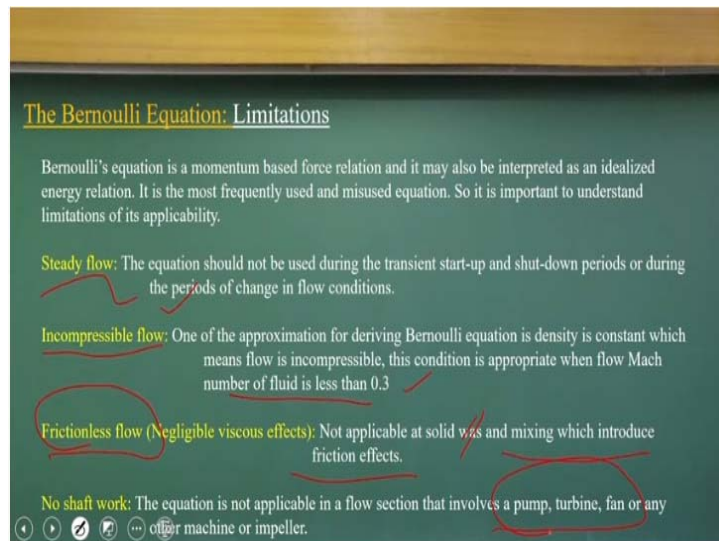 The Bernoulli Equation: Limitations
Bernoulli's equation is a momentum based force relation and it may also be interpreted as an idealized
energy relation. It is the most frequently used and misused equation. So it is important to understand
limitations of its applicability.
Steady flow: The equation should not be used during the transient start-up and shut-down periods or during
the periods of change in flow conditions.
Incompressible flow: One of the approximation for deriving Bernoulli equation is density is constant which
means flow is incompressible, this condition is appropriate when flow Mach
number of fluid is less than 0.3
Frictionless flow (Negligible viscous effects): Not applicable at solid was and mixing which introduce
friction effects.
No shaft work: The equation is not applicable in a flow section that involves a pump, turbine, fan or any
other machine or impeller.